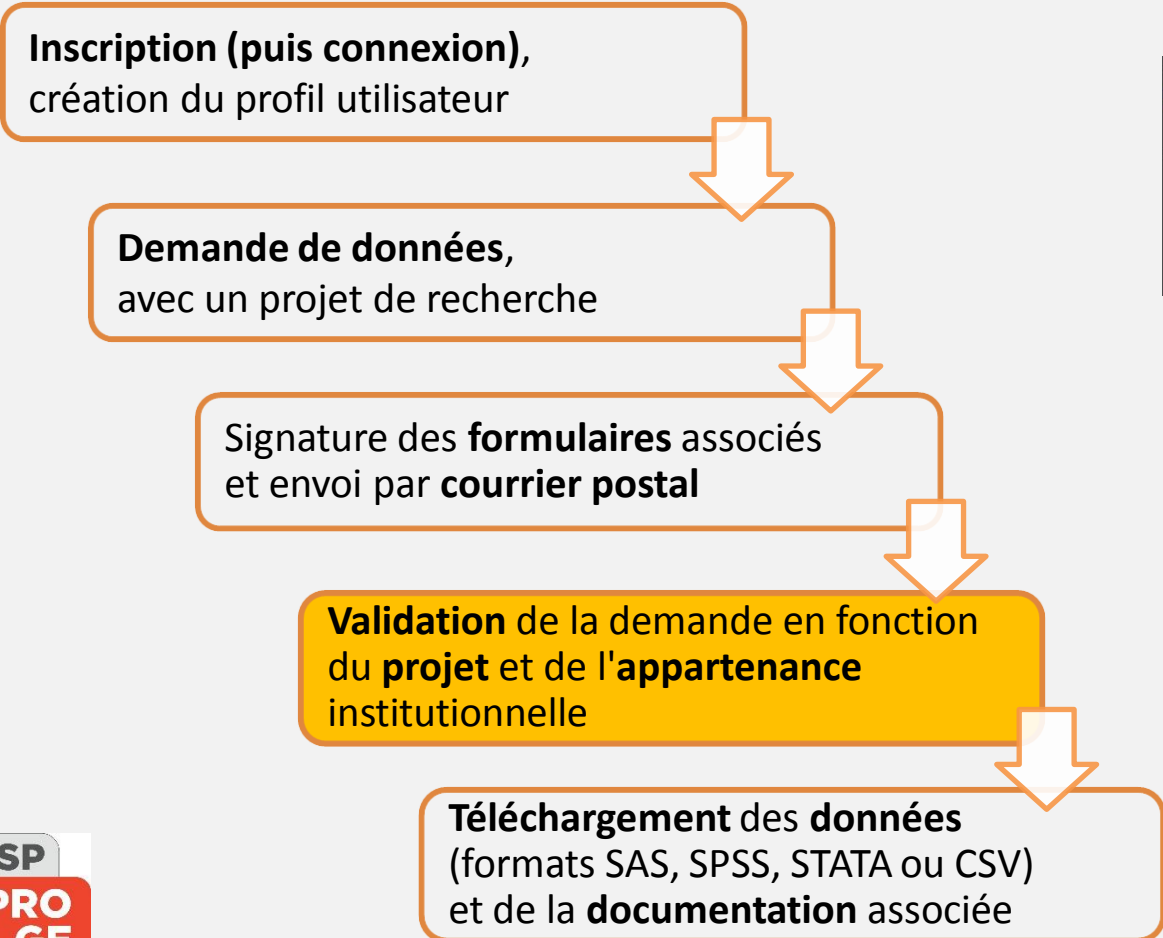 Inscription (puis connexion),
création du profil utilisateur
Demande de données,
avec un projet de recherche
Signature des formulaires associés
et envoi par courrier postal
Validation de la demande en fonction
du projet et de l'appartenance
institutionnelle
Téléchargement des données
(formats SAS, SPSS, STATA ou CSV)
et de la documentation associée
SP
PRO